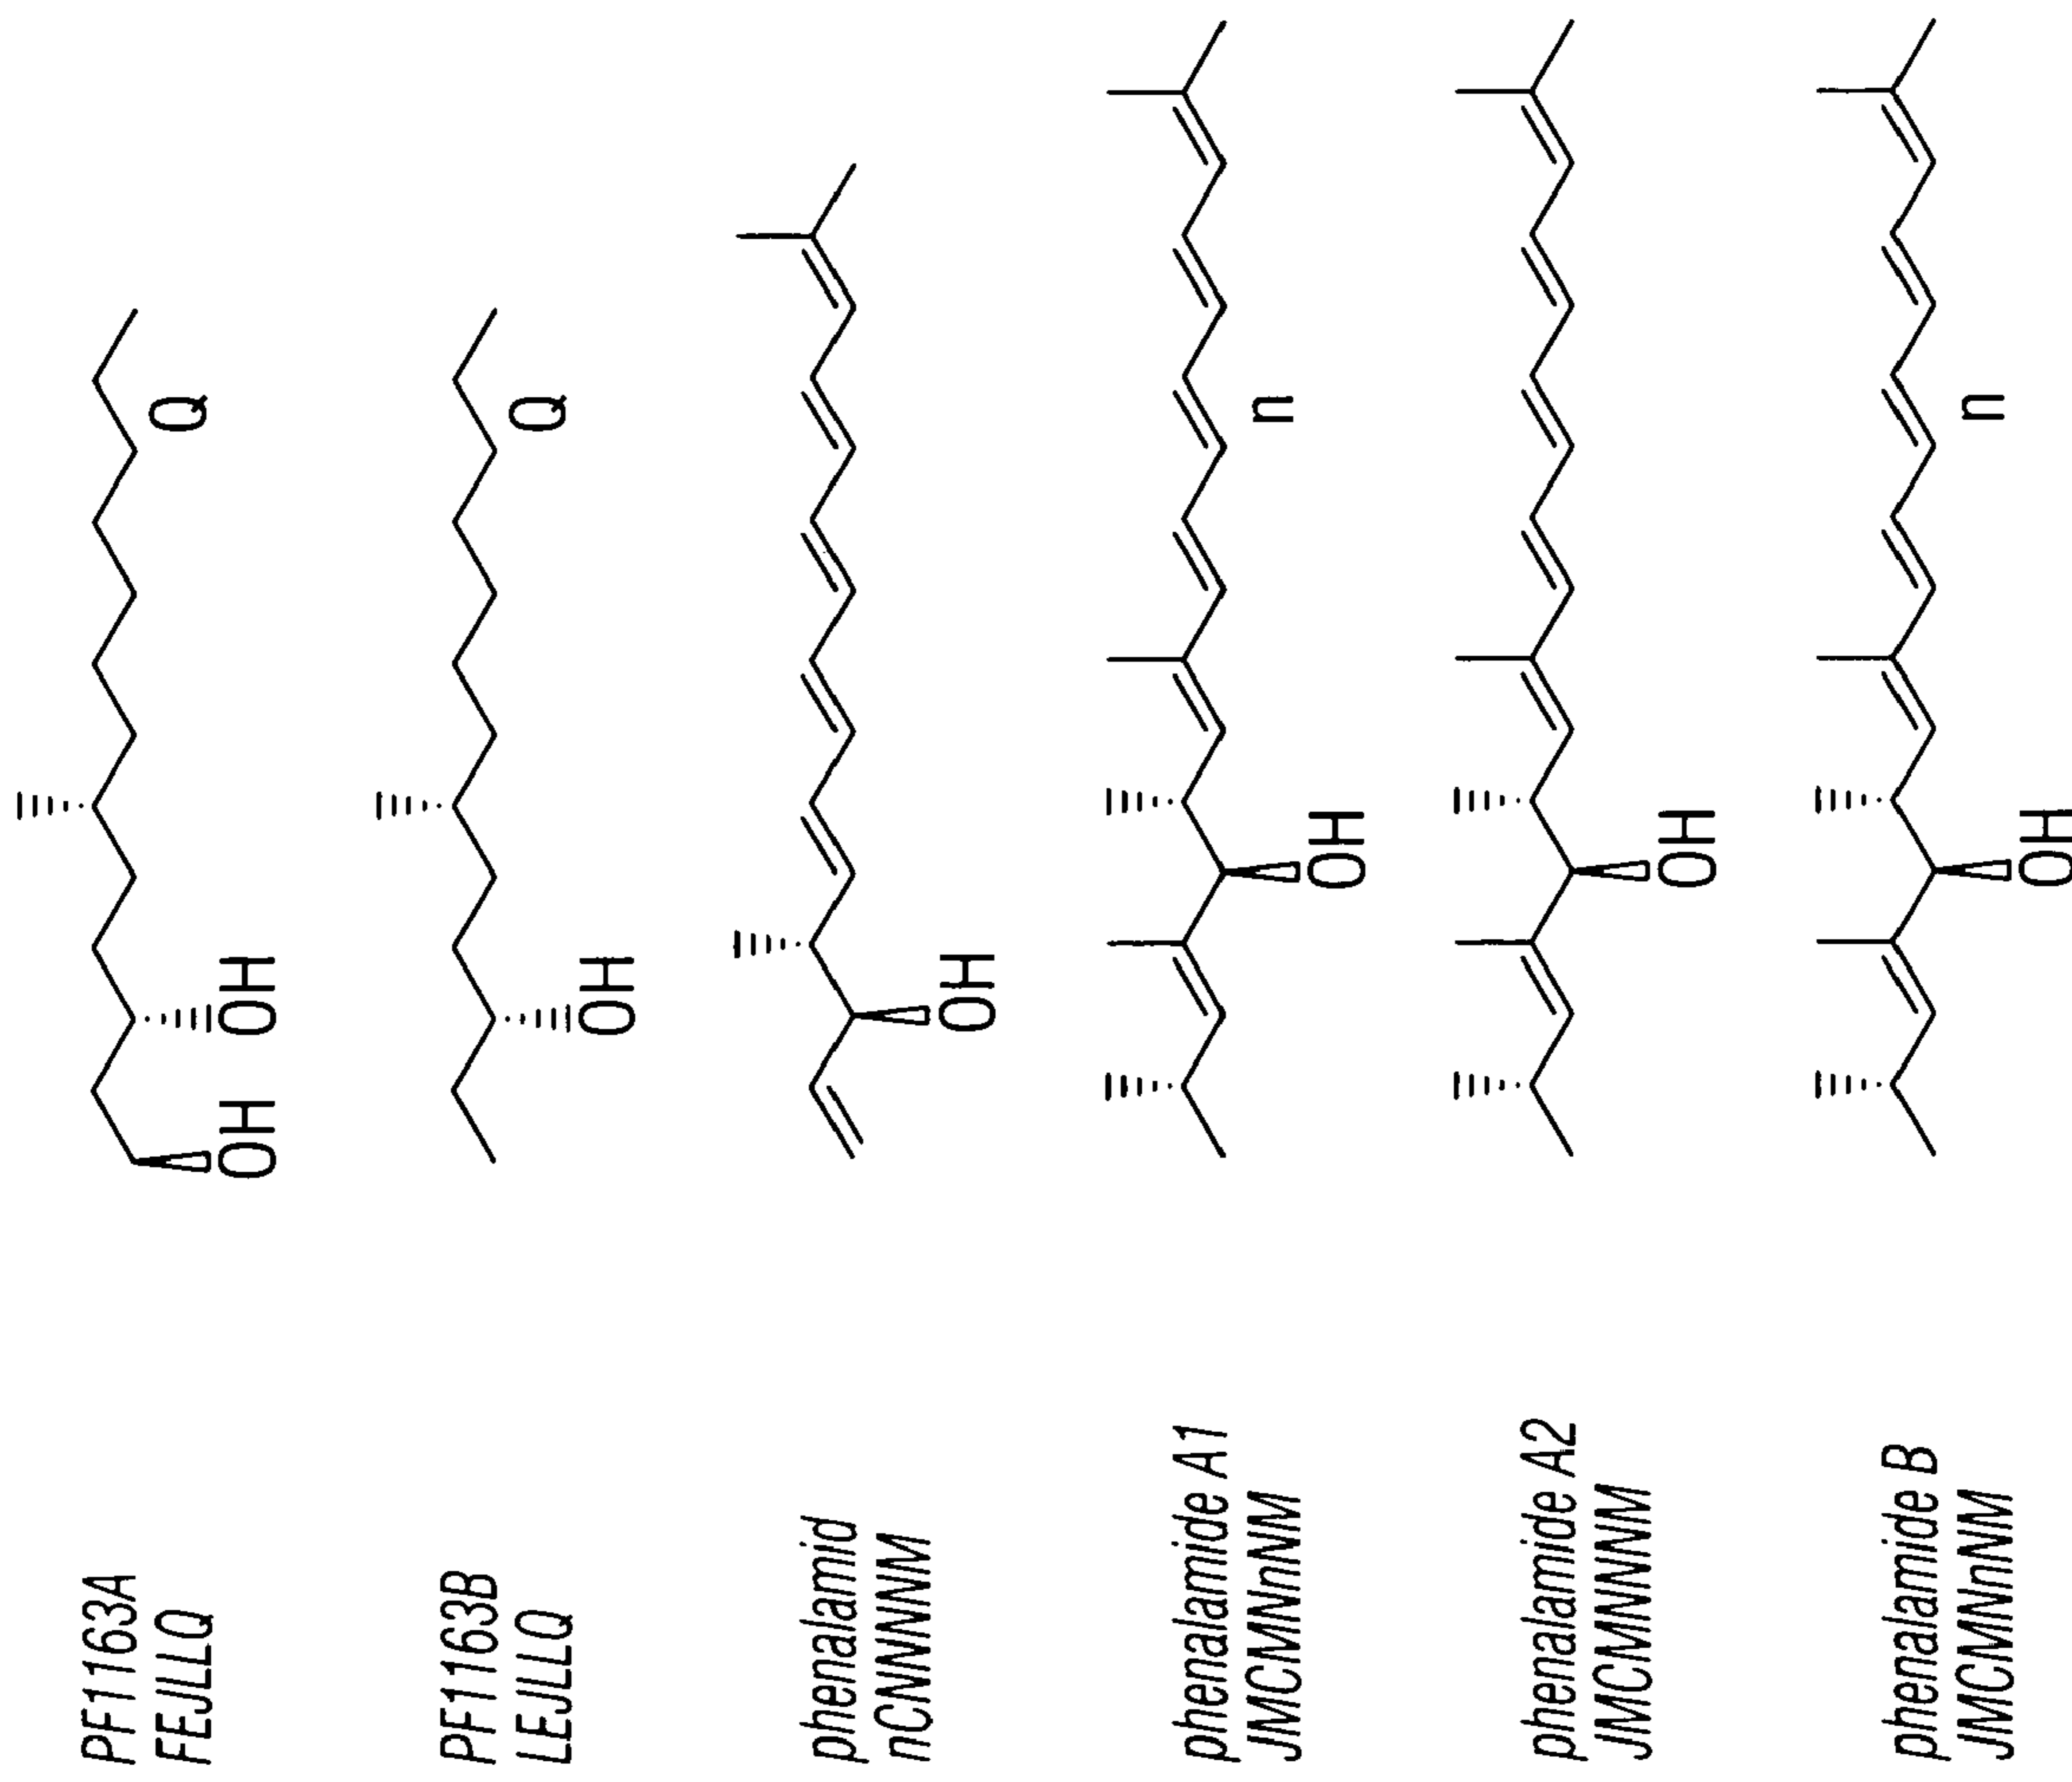 PF1163A
FEJLLQ
OH
OH
Q
PF1163B
LEJLLQ
OH
Q
phenalamid
nCNNNNM
OH
phenalamide A1
JMCMNnNM
OH
n
phenalamide A2
JMCMNNNM
OH
phenalamide B
JMCMNnNM
OH
n